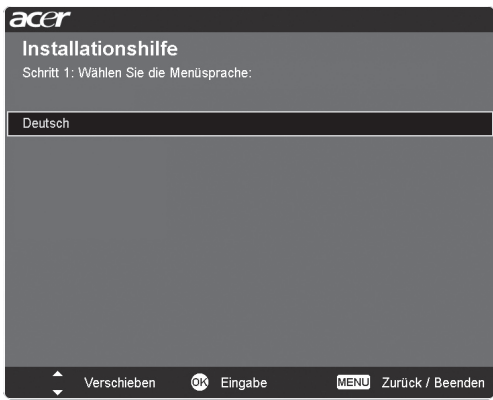 acer
Installationshilfe
Schritt 1: Wählen Sie die Menüsprache:
Deutsch
Verschieben OK Eingabe MENU Zurück / Beenden